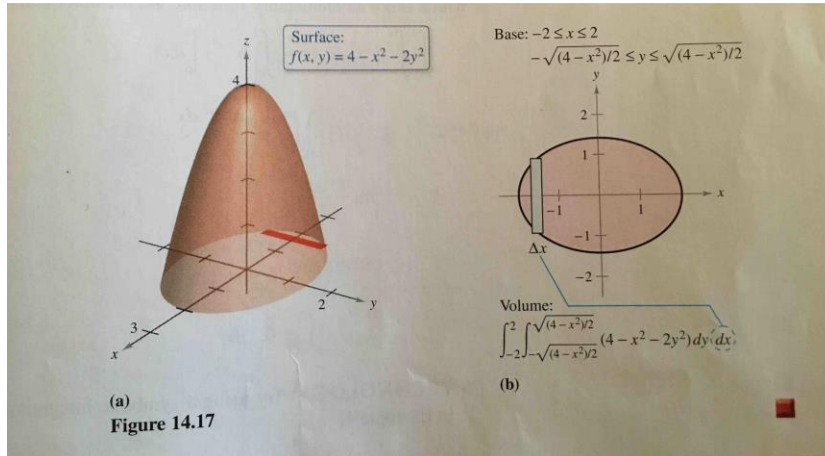 z
4
Surface:
f(x, y) = 4 − x² − 2y²
2
y
3
x
(a)
Figure 14.17
Base: −2 ≤ x ≤ 2
−√(4 − x²)/2 ≤ y ≤ √(4 − x²)/2
y
2
1
x
−1
1
−1
Δx
−2
Volume:
∫₋₂² ∫₋√(4 − x²)/2^√(4 − x²)/2 (4 − x² − 2y²) dy dx
(b)